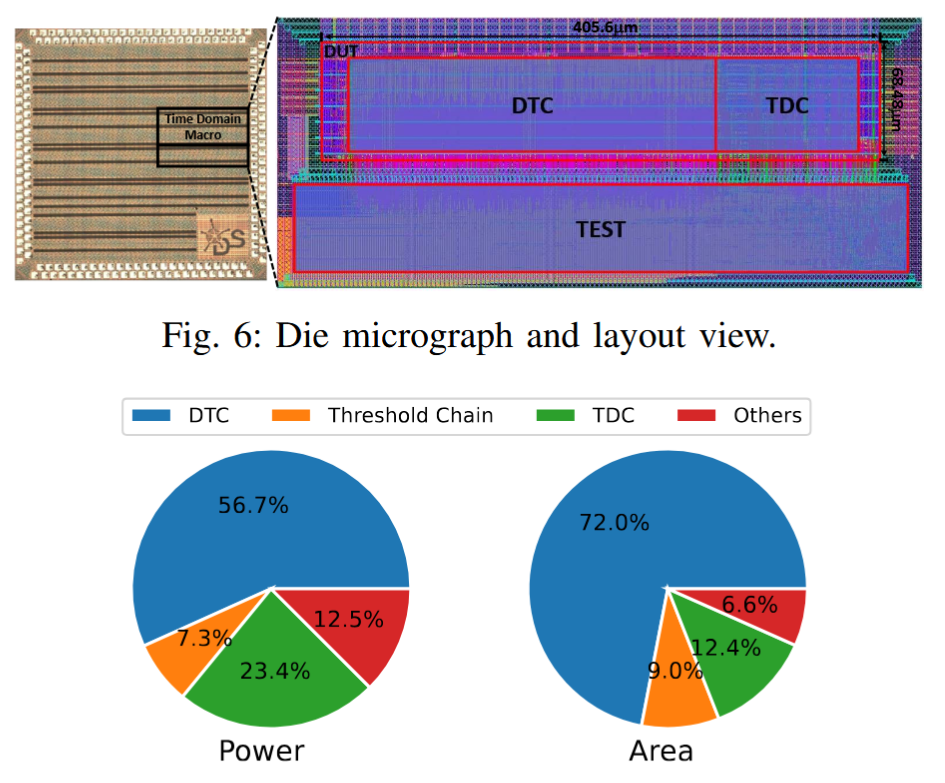 405.6μm
DUT
DTC
TDC
68.48μm
Time Domain
Macro
TEST
DS
Fig. 6: Die micrograph and layout view.
DTC Threshold Chain TDC Others
56.7%
7.3%
23.4%
12.5%
72.0%
9.0%
12.4%
6.6%
Power Area